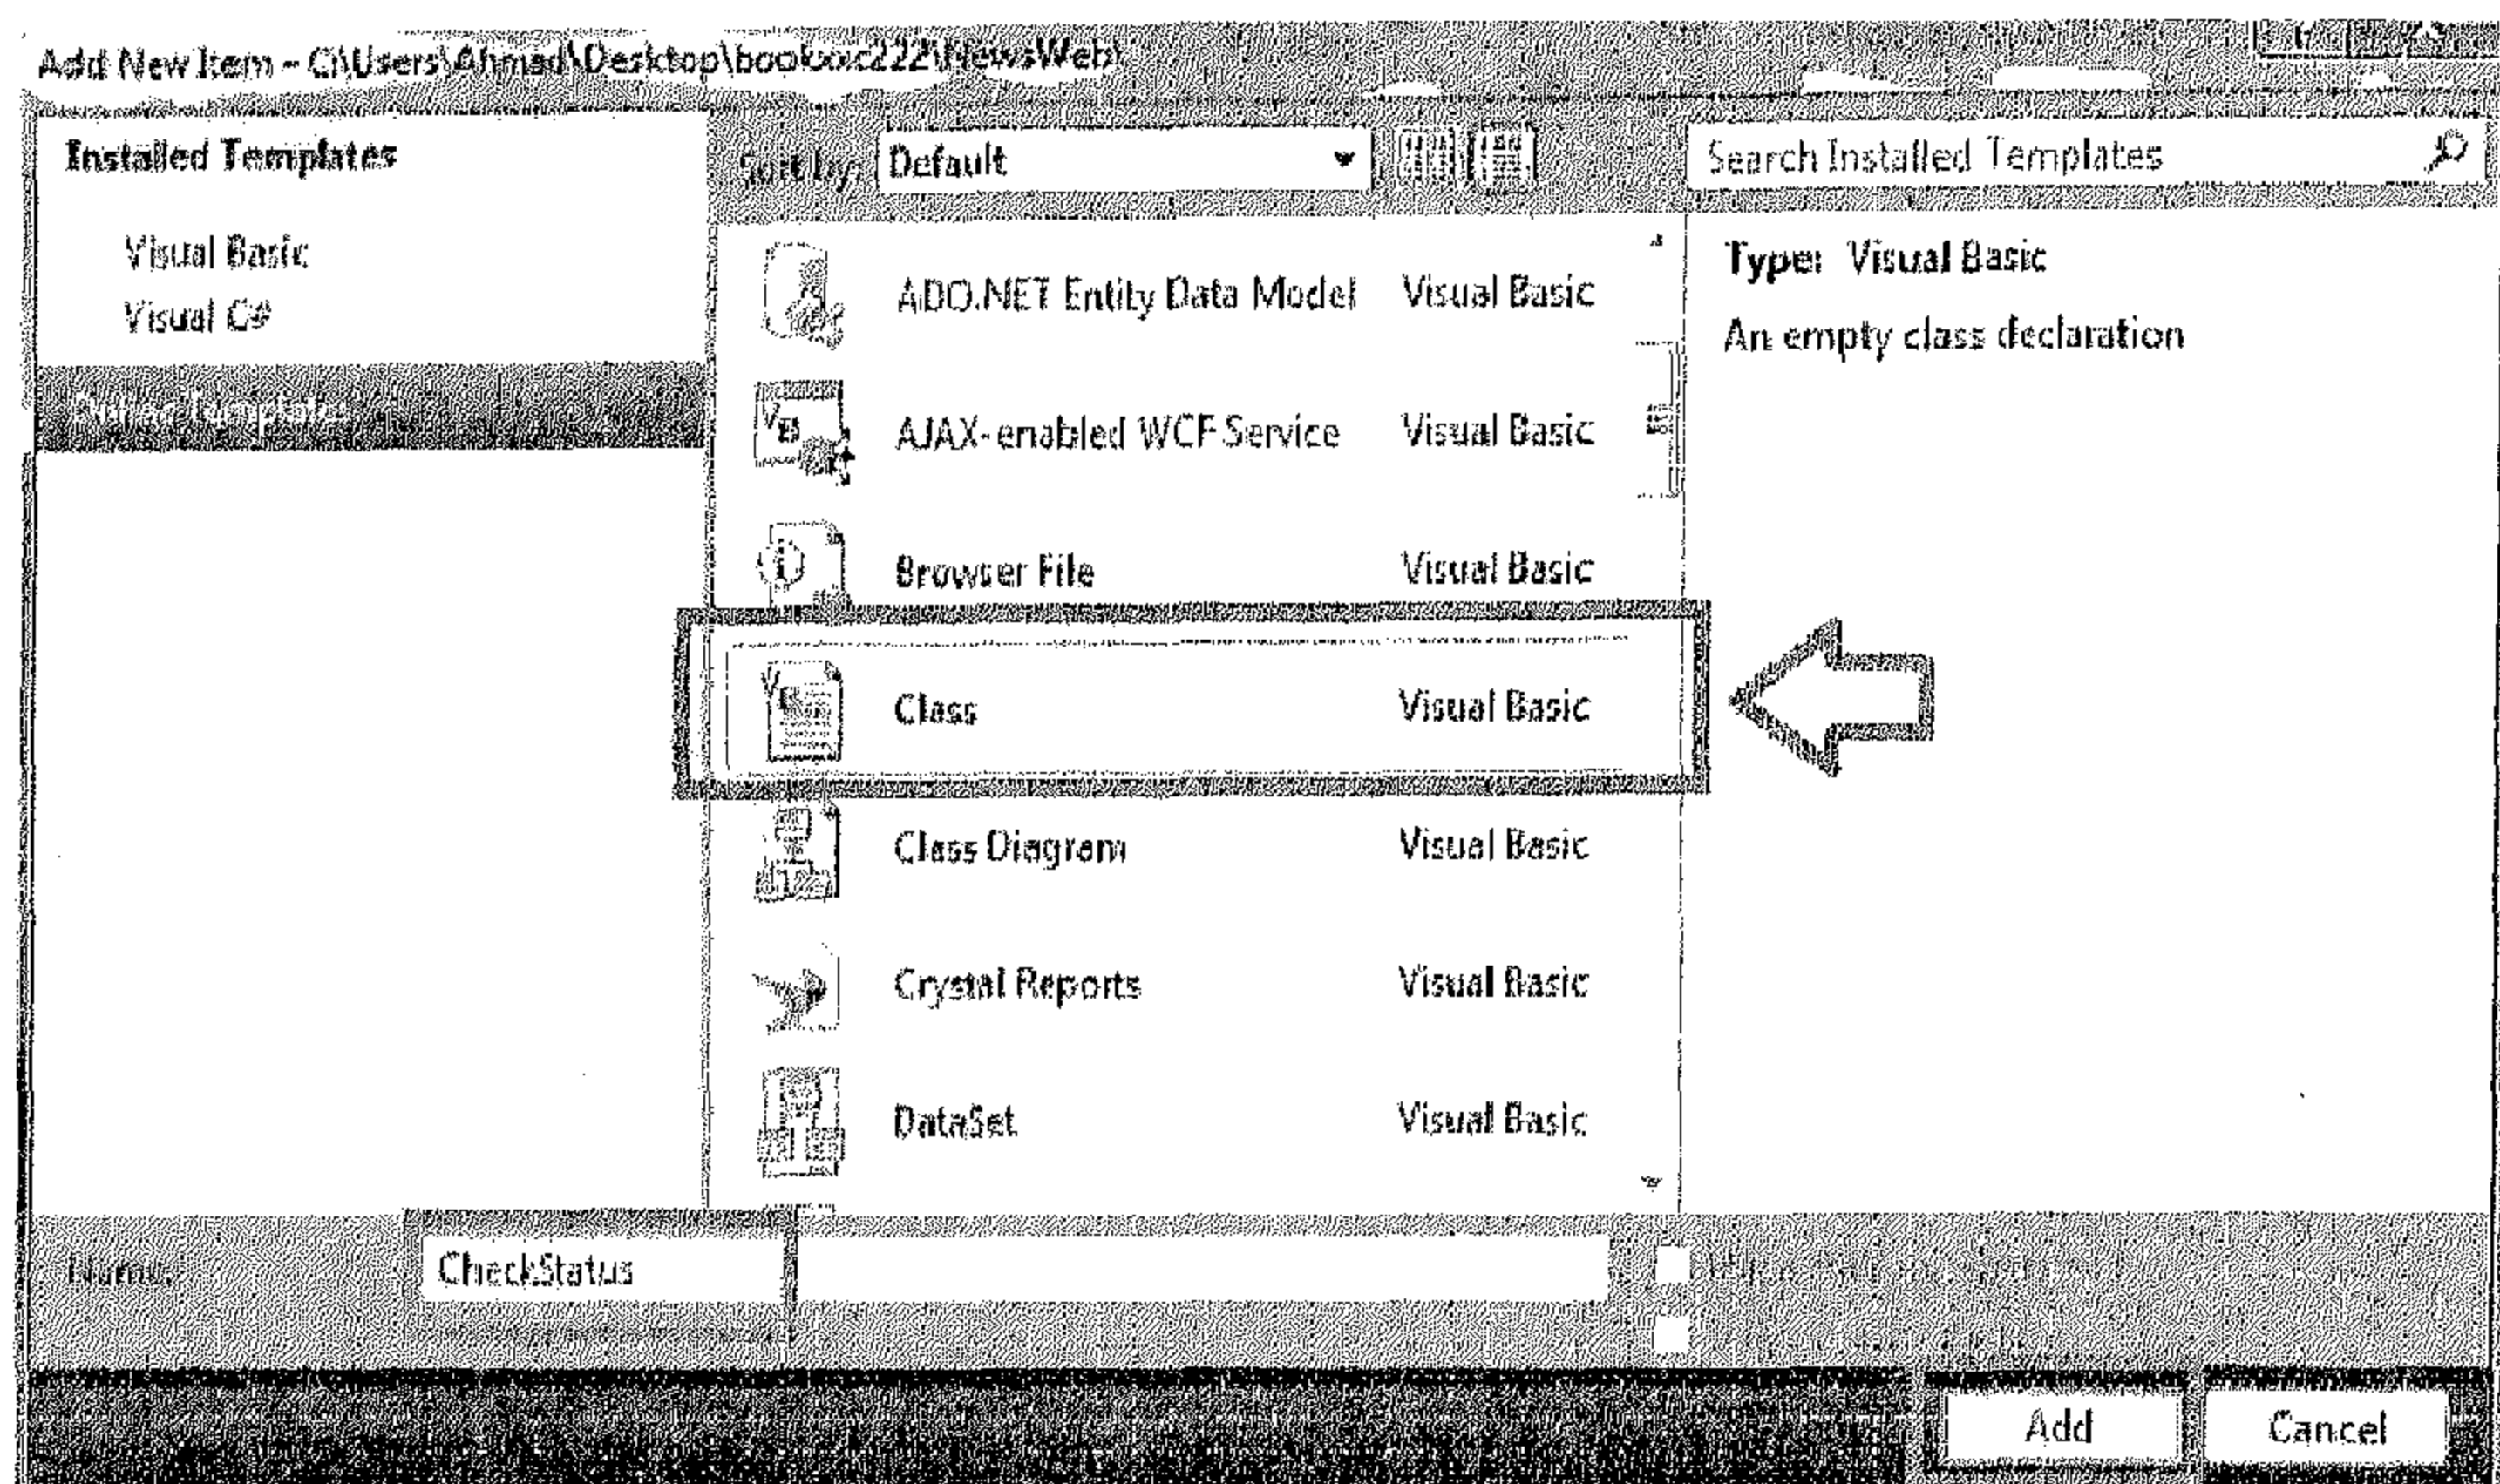 Add New Item - C:\Users\Ahmad\Desktop\
Installed Templates
Visual Basic
Visual C#
Sort by: Default
Search Installed Templates
ADO.NET Entity Data Model Visual Basic
AJAX-enabled WCF Service Visual Basic
Browser File Visual Basic
Class Visual Basic
Class Diagram Visual Basic
Crystal Reports Visual Basic
DataSet Visual Basic
Type: Visual Basic
An empty class declaration
Name: CheckStatus
Add
Cancel